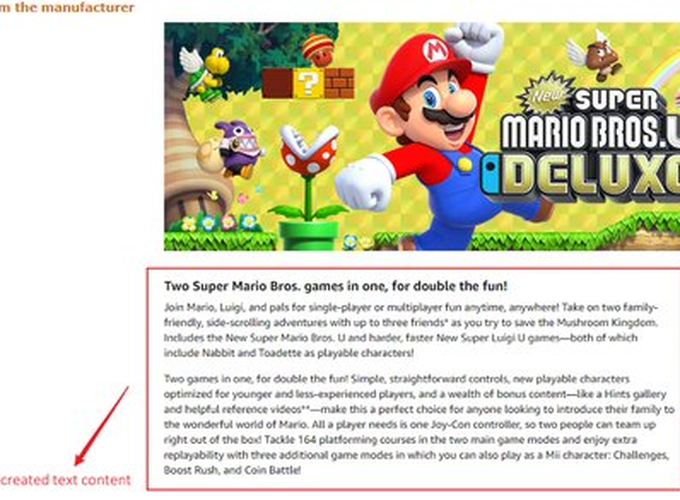 m the manufacturer
?
M
New
SUPER
MARIO BROS.U
DELUXE
Two Super Mario Bros. games in one, for double the fun!
Join Mario, Luigi, and pals for single-player or multiplayer fun anytime, anywhere! Take on two family-
friendly, side-scrolling adventures with up to three friends* as you try to save the Mushroom Kingdom.
Includes the New Super Mario Bros. U and harder, faster New Super Luigi U games—both of which
include Nabbit and Toadette as playable characters!
Two games in one, for double the fun! Simple, straightforward controls, new playable characters
optimized for younger and less-experienced players, and a wealth of bonus content—like a Hints gallery
and helpful reference videos**—make this a perfect choice for anyone looking to introduce their family to
the wonderful world of Mario. All a player needs is one Joy-Con controller, so two people can team up
right out of the box! Tackle 164 platforming courses in the two main game modes and enjoy extra
replayability with three additional game modes in which you can also play as a Mii character: Challenges,
Boost Rush, and Coin Battle!
created text content